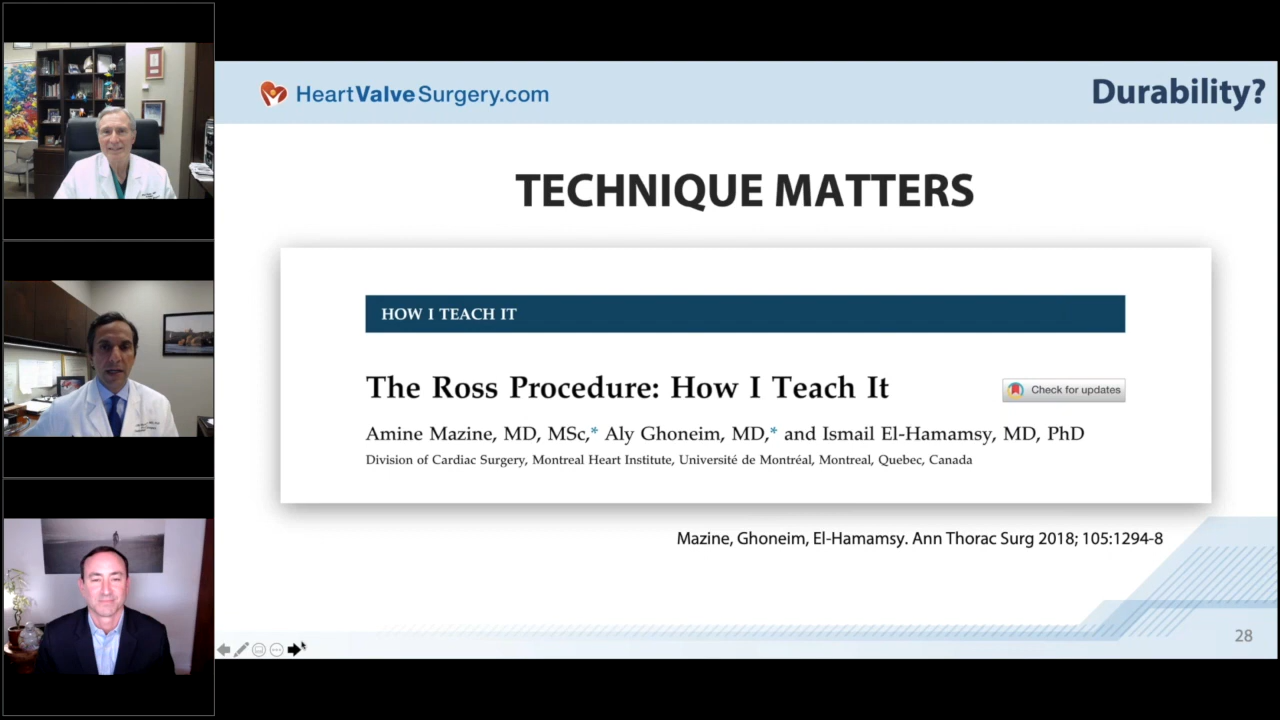 HeartValveSurgery.com
Durability?
TECHNIQUE MATTERS
HOW I TEACH IT
The Ross Procedure: How I Teach It
Check for updates
Amine Mazine, MD, MSc,* Aly Ghoneim, MD,* and Ismail El-Hamamsy, MD, PhD
Division of Cardiac Surgery, Montreal Heart Institute, Université de Montréal, Montreal, Quebec, Canada
Mazine, Ghoneim, El-Hamamsy. Ann Thorac Surg 2018; 105:1294-8
28